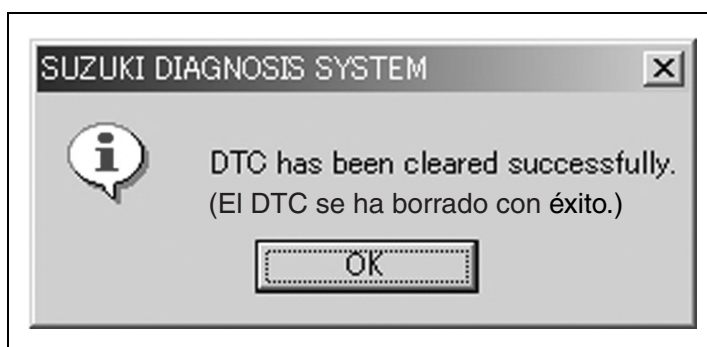 SUZUKI DIAGNOSIS SYSTEM
DTC has been cleared successfully.
(El DTC se ha borrado con éxito.)
OK